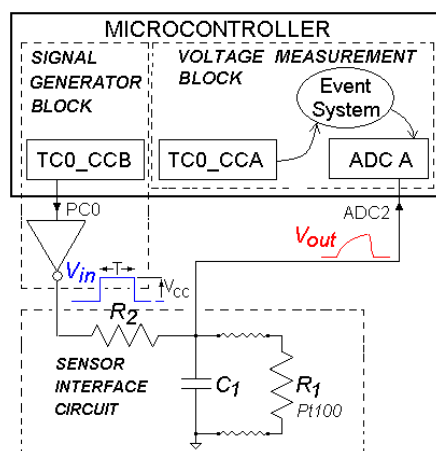 MICROCONTROLLER
SIGNAL
GENERATOR
BLOCK
VOLTAGE MEASUREMENT
BLOCK
Event
System
TC0_CCB
TC0_CCA
ADC A
PC0
ADC2
Vin
T
VCC
Vout
R2
SENSOR
INTERFACE
CIRCUIT
C1
R1
Pt100